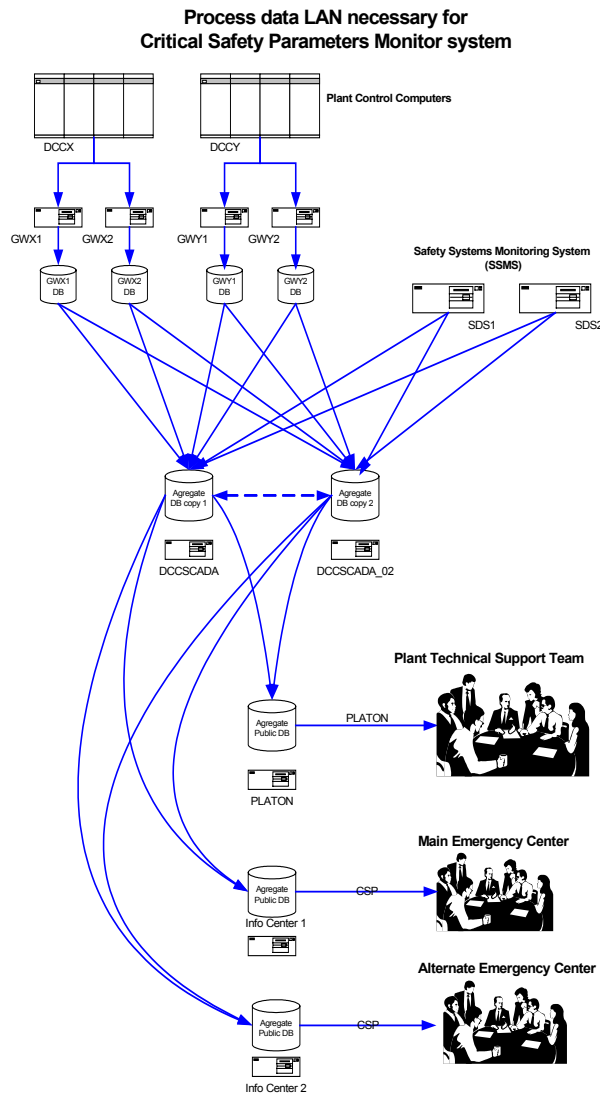 Process data LAN necessary for
Critical Safety Parameters Monitor system
Plant Control Computers
DCCX
DCCY
GWX1
GWX2
GWY1
GWY2
Safety Systems Monitoring System
(SSMS)
GWX1
DB
GWX2
DB
GWY1
DB
GWY2
DB
SDS1
SDS2
Agregate
DB copy 1
Agregate
DB copy 2
DCCSCADA
DCCSCADA_02
Plant Technical Support Team
Agregate
Public DB
PLATON
PLATON
Main Emergency Center
Agregate
Public DB
CSP
Info Center 1
Alternate Emergency Center
Agregate
Public DB
CSP
Info Center 2